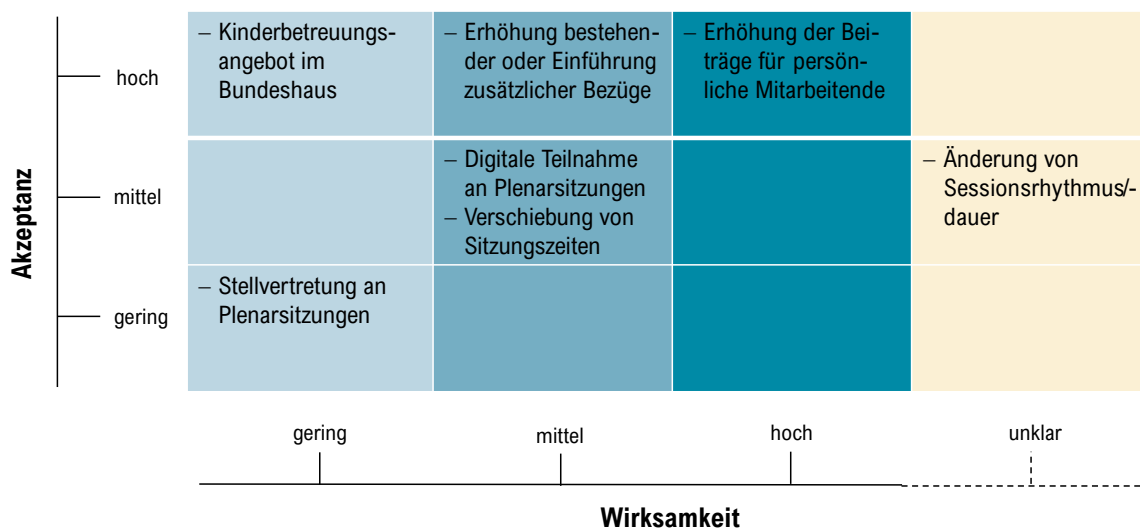 Akzeptanz
hoch
– Kinderbetreuungs-
angebot im
Bundeshaus
– Erhöhung bestehen-
der oder Einführung
zusätzlicher Bezüge
– Erhöhung der Bei-
träge für persön-
liche Mitarbeitende
mittel
– Digitale Teilnahme
an Plenarsitzungen
– Verschiebung von
Sitzungszeiten
– Änderung von
Sessionsrhythmus/-
dauer
gering
– Stellvertretung an
Plenarsitzungen
gering
mittel
hoch
unklar
Wirksamkeit